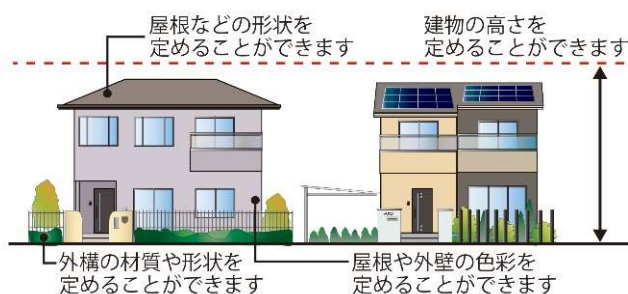 屋根などの形状を
定めることができます
建物の高さを
定めることができます
外構の材質や形状を
定めることができます
屋根や外壁の色彩を
定めることができます